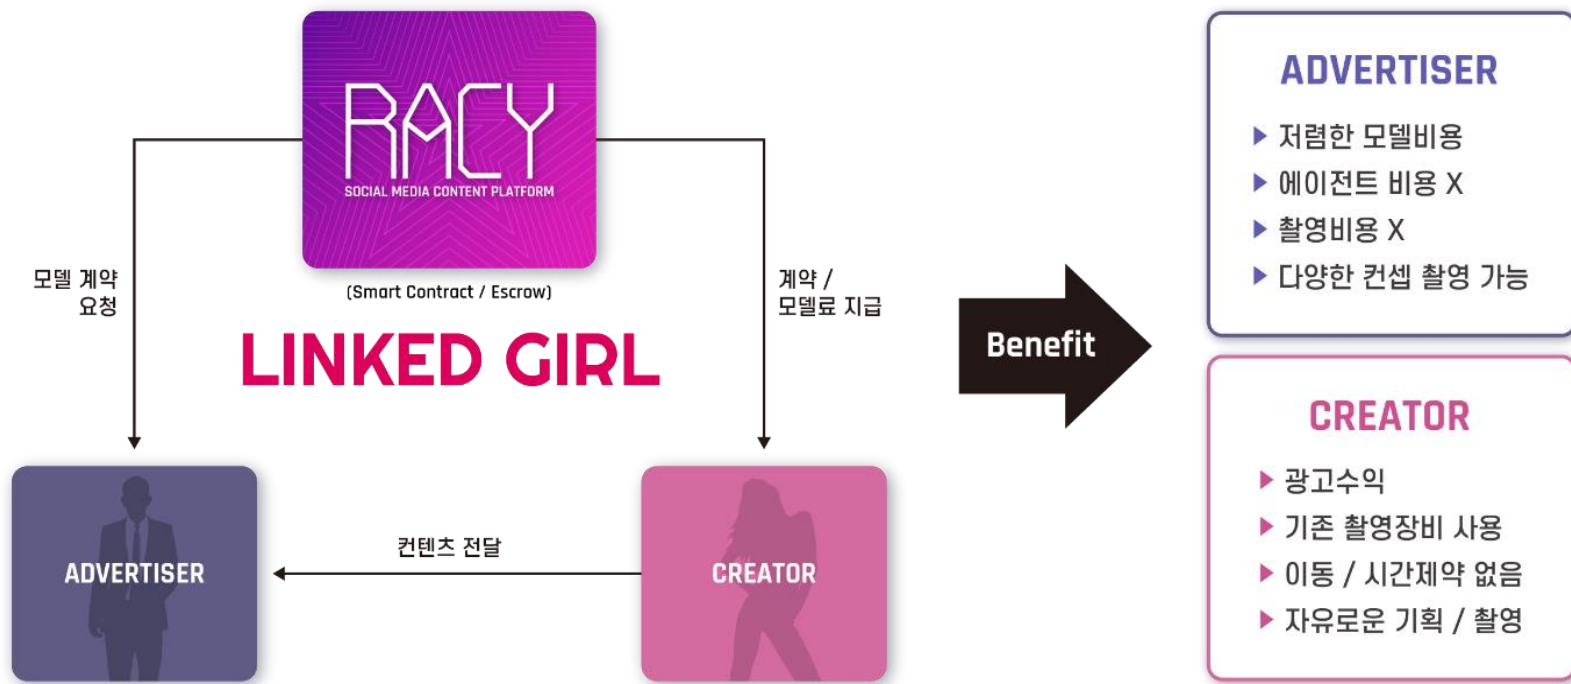 RACY
SOCIAL MEDIA CONTENT PLATFORM
(Smart Contract / Escrow)
모델 계약
요청
계약 /
모델료 지급
LINKED GIRL
ADVERTISER
컨텐츠 전달
CREATOR
Benefit
ADVERTISER
▶ 저렴한 모델비용
▶ 에이전트 비용 X
▶ 촬영비용 X
▶ 다양한 컨셉 촬영 가능
CREATOR
▶ 광고수익
▶ 기존 촬영장비 사용
▶ 이동 / 시간제약 없음
▶ 자유로운 기획 / 촬영